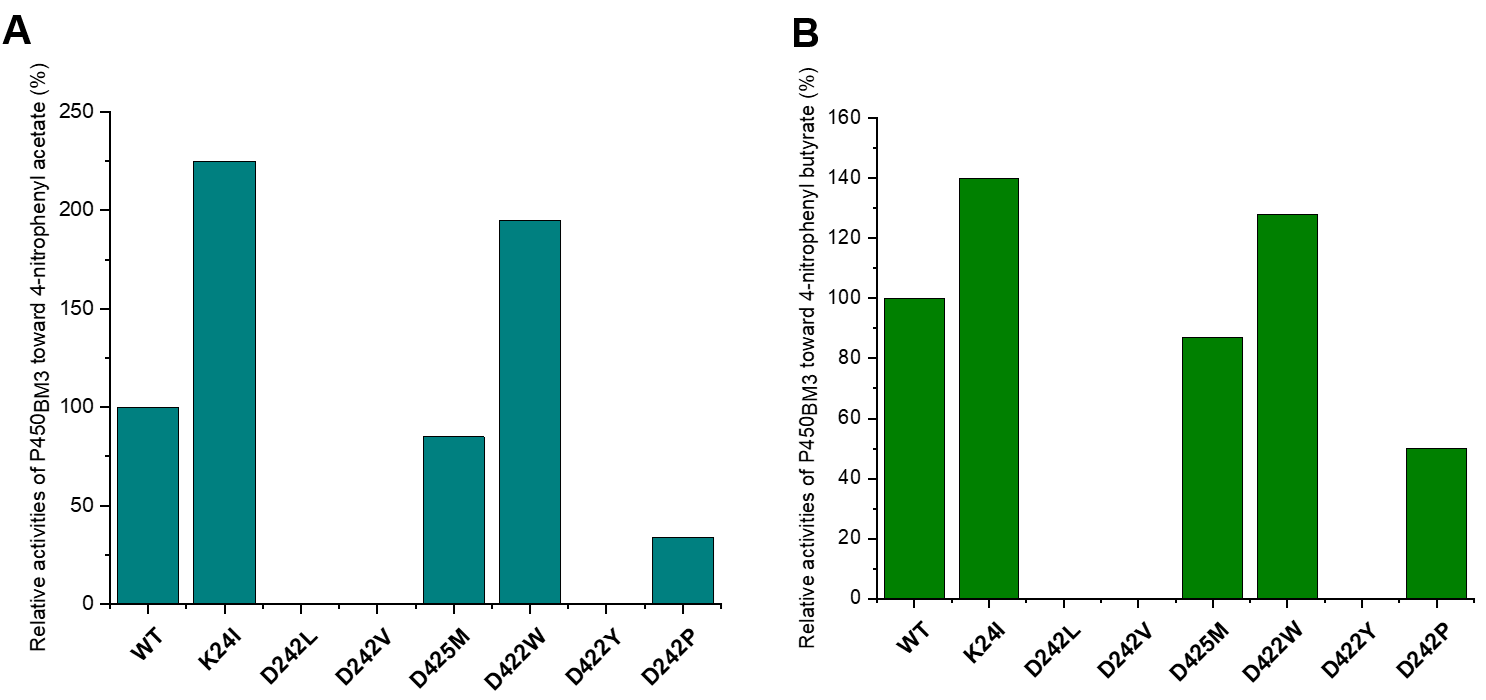 A
Relative activities of P450BM3 toward 4-nitrophenyl acetate (%)
250
200
150
100
50
0
WT
K24I
D242L
D242V
D425M
D422W
D422Y
D242P
B
Relative activities of P450BM3 toward 4-nitrophenyl butyrate (%)
160
140
120
100
80
60
40
20
0
WT
K24I
D242L
D242V
D425M
D422W
D422Y
D242P